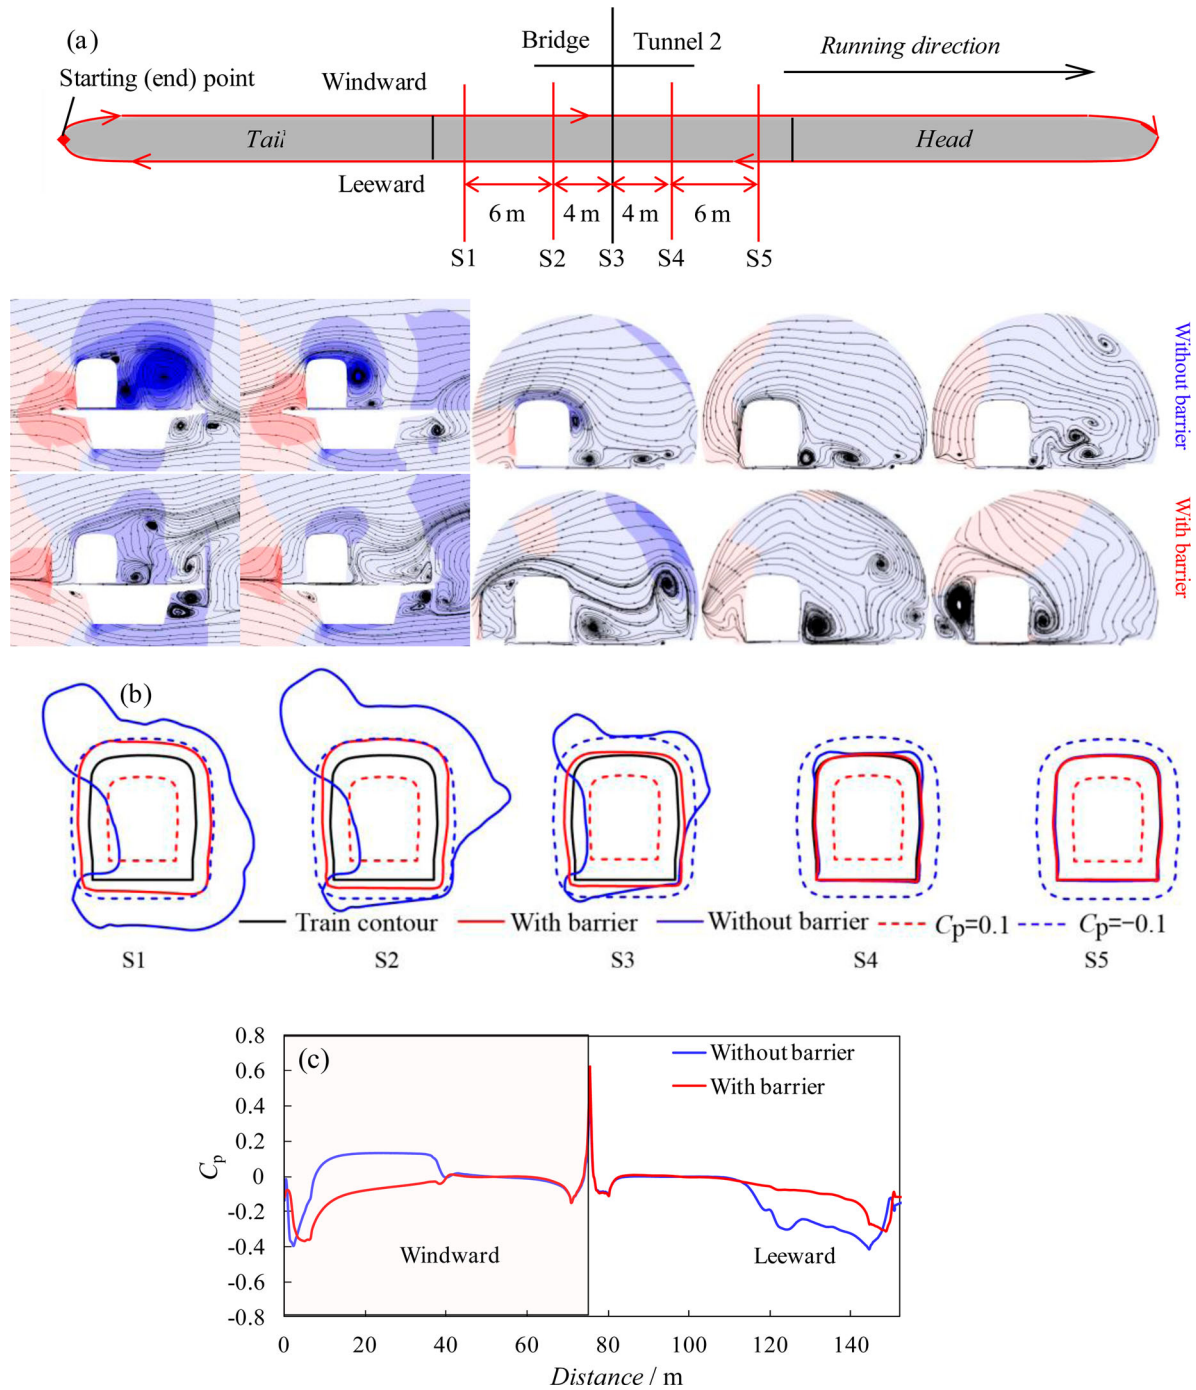 (a)
Bridge
Tunnel 2
Running direction
Starting (end) point
Windward
Tail
Head
Leeward
6 m
4 m
4 m
6 m
S1
S2
S3
S4
S5
Without barrier
With barrier
(b)
Train contour
With barrier
Without barrier
Cp=0.1
Cp=−0.1
S1
S2
S3
S4
S5
(c)
Without barrier
With barrier
Cp
0.8
0.6
0.4
0.2
0
-0.2
-0.4
-0.6
-0.8
Windward
Leeward
0
20
40
60
80
100
120
140
Distance / m